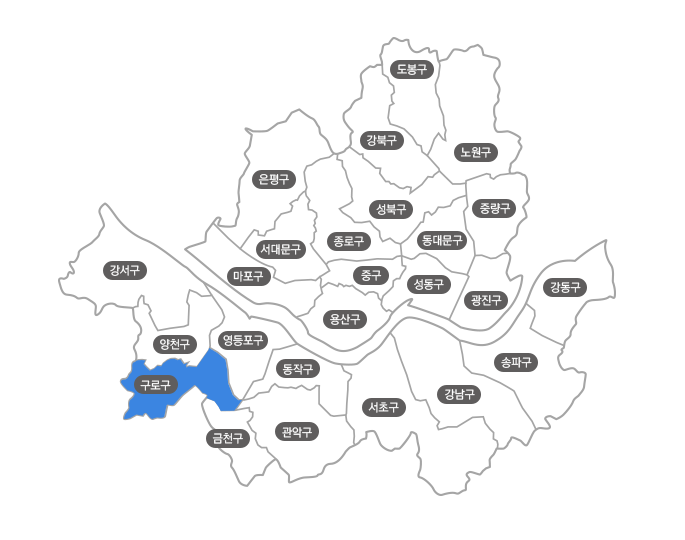 도봉구
강북구
노원구
은평구
성북구
중랑구
종로구
동대문구
서대문구
강서구
마포구
중구
성동구
강동구
광진구
용산구
영등포구
양천구
송파구
동작구
구로구
강남구
서초구
관악구
금천구